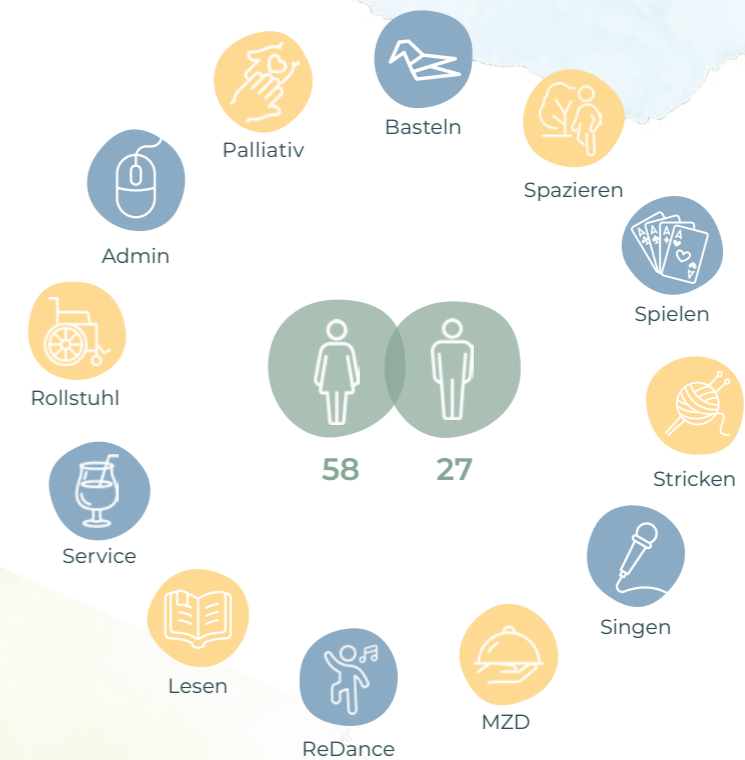 Basteln
Palliativ
Spazieren
Admin
Spielen
Rollstuhl
58 27
Stricken
Service
Singen
Lesen
MZD
ReDance